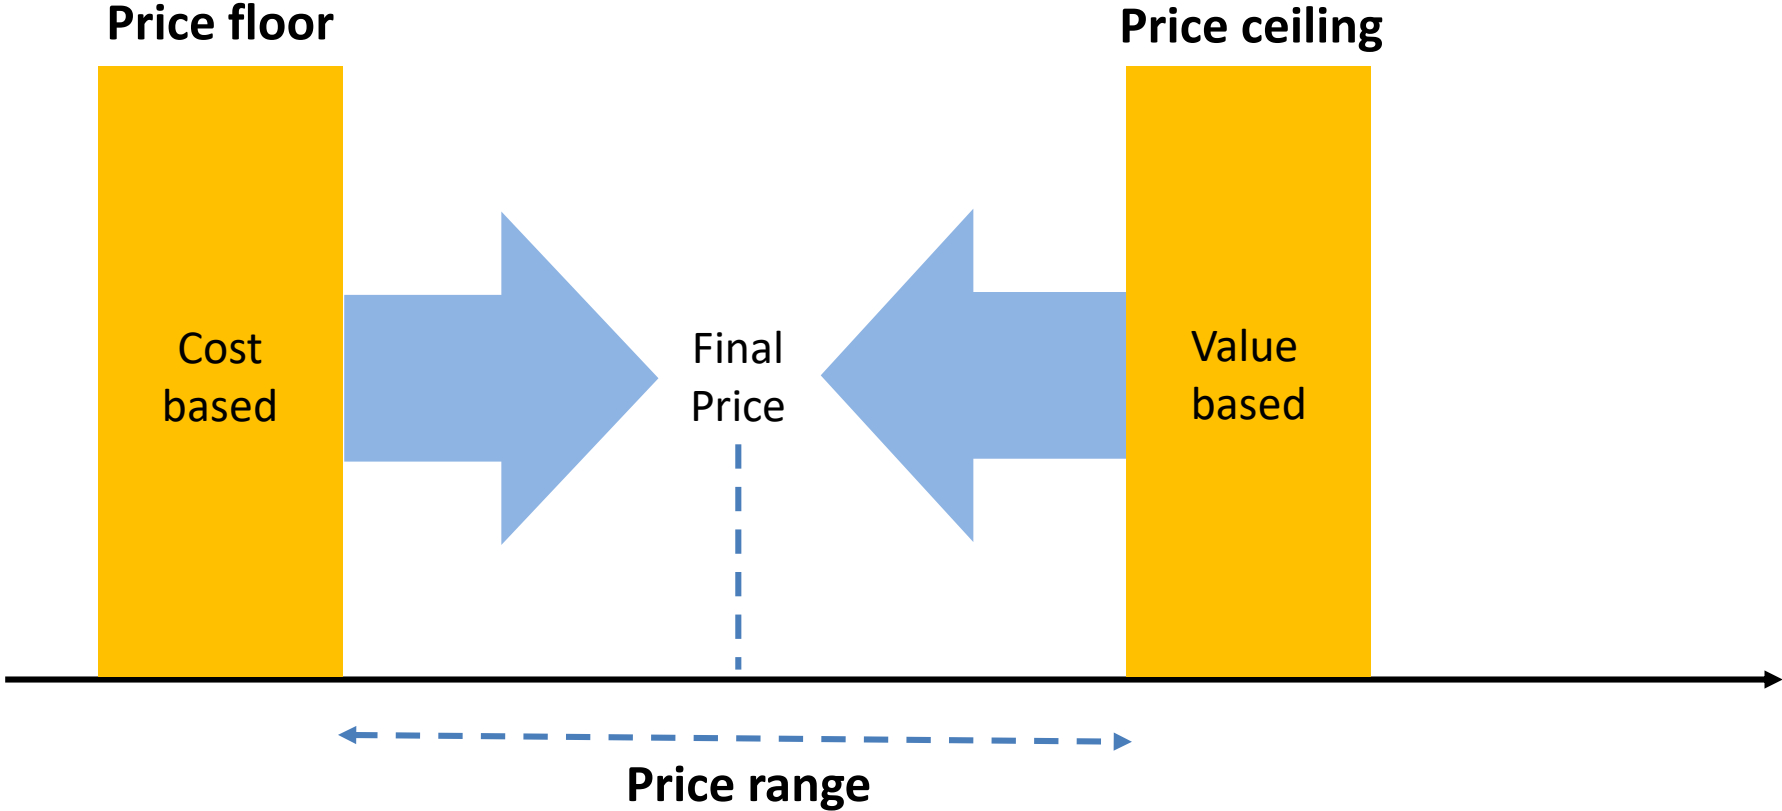 Price floor
Price ceiling
Cost
based
Final
Price
Value
based
Price range